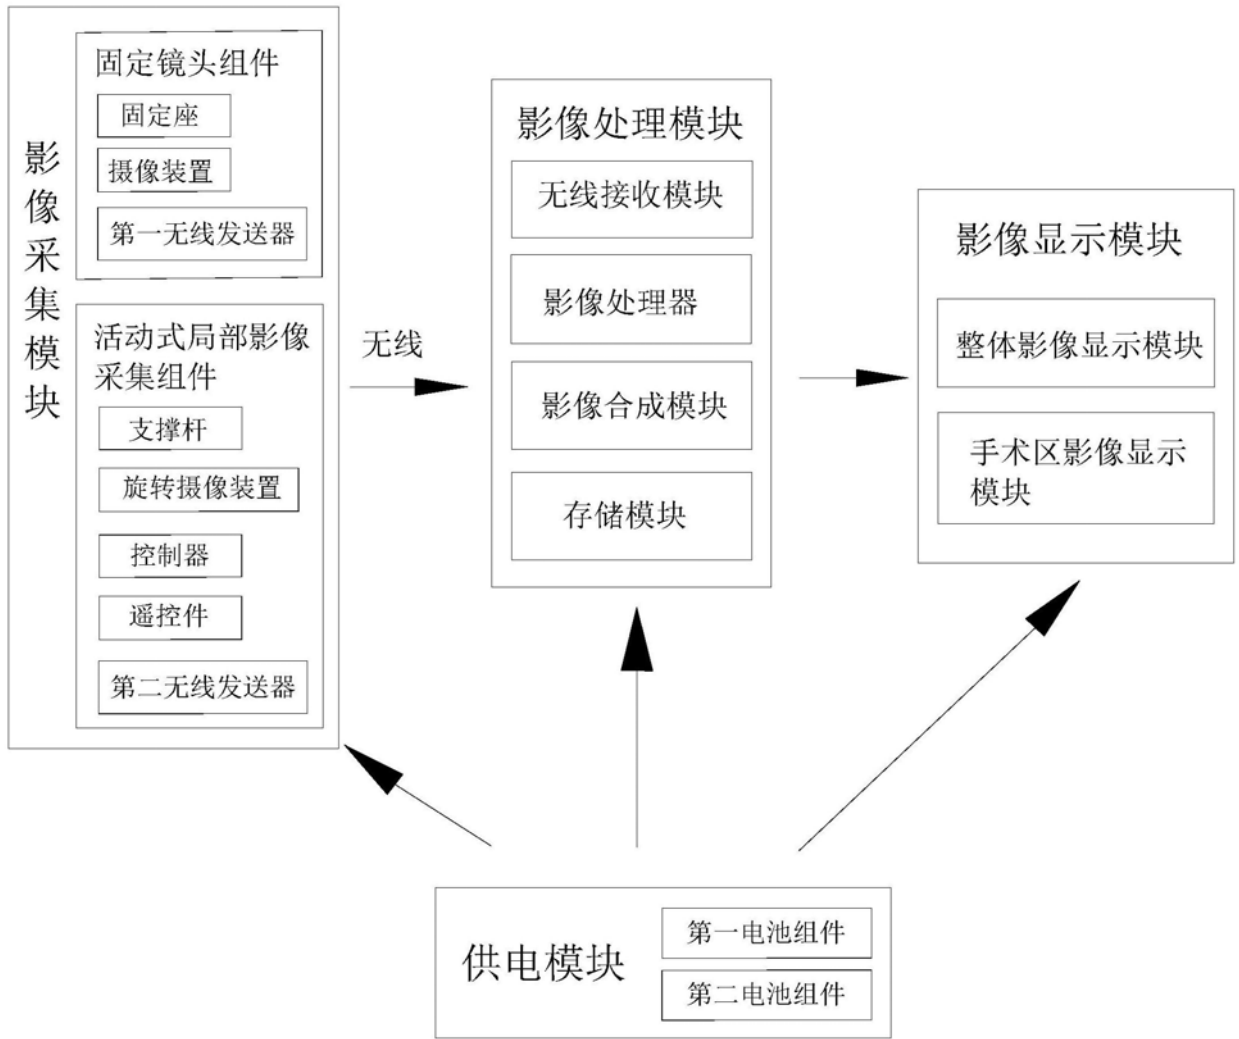 影像采集模块
固定镜头组件
固定座
摄像装置
第一无线发送器
活动式局部影像
采集组件
支撑杆
旋转摄像装置
控制器
遥控件
第二无线发送器
无线
影像处理模块
无线接收模块
影像处理器
影像合成模块
存储模块
影像显示模块
整体影像显示模块
手术区影像显示
模块
供电模块
第一电池组件
第二电池组件